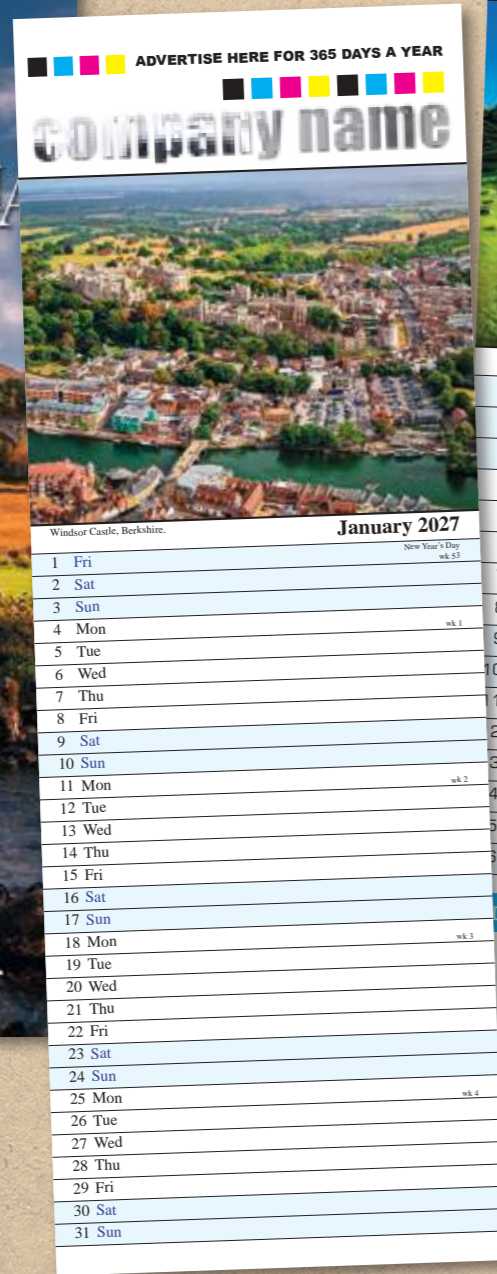 ADVERTISE HERE FOR 365 DAYS A YEAR
company name
Windsor Castle, Berkshire.
January 2027
1 Fri New Year's Day
wk 53
2 Sat
3 Sun
4 Mon wk 1
5 Tue
6 Wed
7 Thu
8 Fri
9 Sat
10 Sun
11 Mon wk 2
12 Tue
13 Wed
14 Thu
15 Fri
16 Sat
17 Sun
18 Mon wk 3
19 Tue
20 Wed
21 Thu
22 Fri
23 Sat
24 Sun
25 Mon wk 4
26 Tue
27 Wed
28 Thu
29 Fri
30 Sat
31 Sun